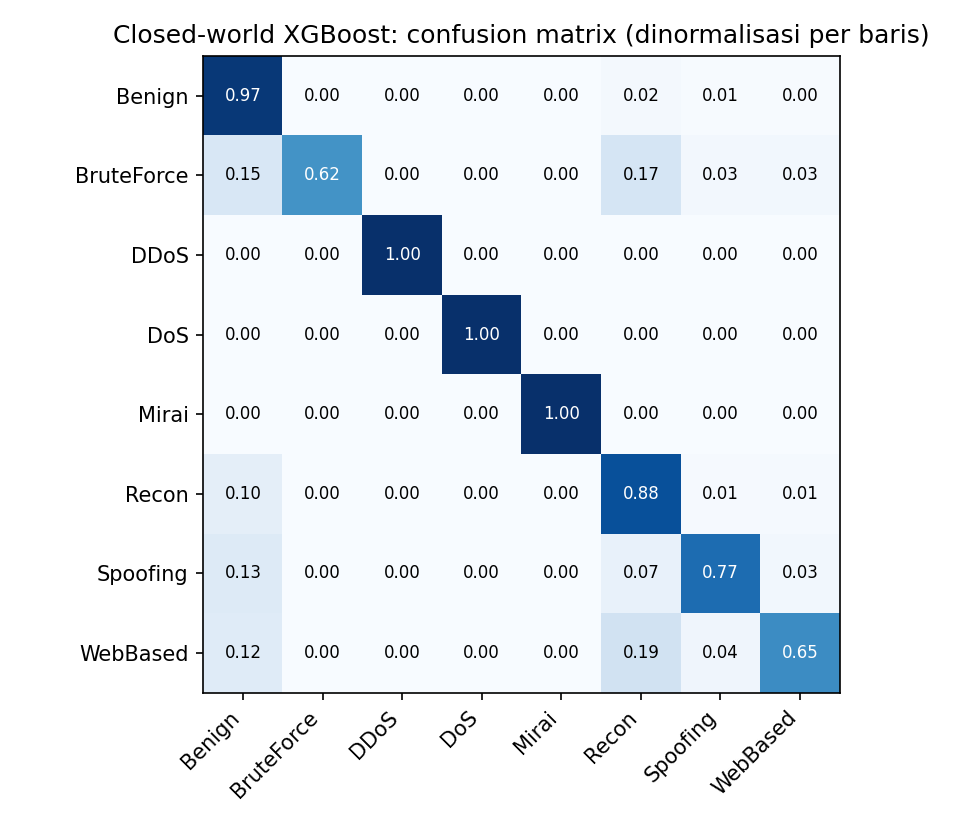 Closed-world XGBoost: confusion matrix (dinormalisasi per baris)
Benign 0.97 0.00 0.00 0.00 0.00 0.02 0.01 0.00
BruteForce 0.15 0.62 0.00 0.00 0.00 0.17 0.03 0.03
DDoS 0.00 0.00 1.00 0.00 0.00 0.00 0.00 0.00
DoS 0.00 0.00 0.00 1.00 0.00 0.00 0.00 0.00
Mirai 0.00 0.00 0.00 0.00 1.00 0.00 0.00 0.00
Recon 0.10 0.00 0.00 0.00 0.00 0.88 0.01 0.01
Spoofing 0.13 0.00 0.00 0.00 0.00 0.07 0.77 0.03
WebBased 0.12 0.00 0.00 0.00 0.00 0.19 0.04 0.65
Benign BruteForce DDoS DoS Mirai Recon Spoofing WebBased